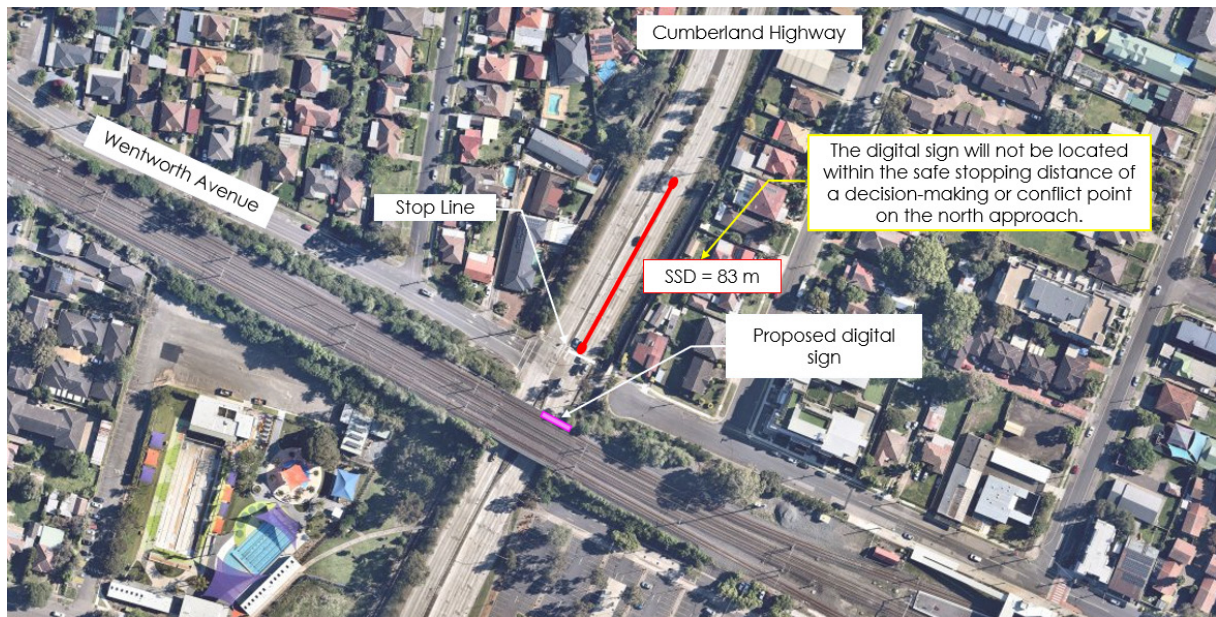 Cumberland Highway
Wentworth Avenue
The digital sign will not be located
within the safe stopping distance of
a decision-making or conflict point
on the north approach.
Stop Line
SSD = 83 m
Proposed digital
sign